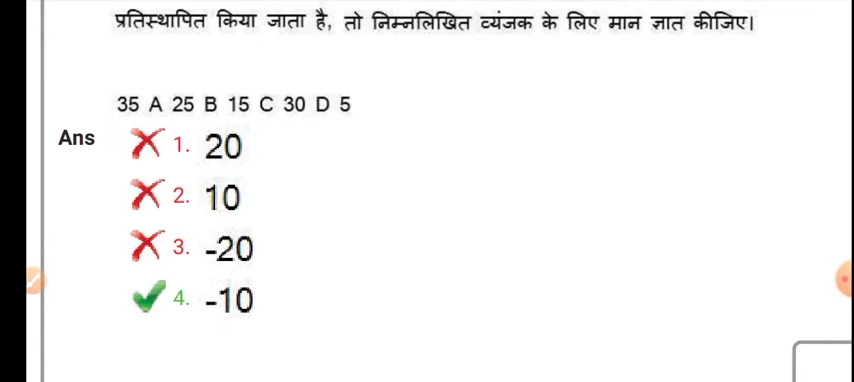 प्रतिस्थापित किया जाता है, तो निम्नलिखित व्यंजक के लिए मान ज्ञात कीजिए।
35 A 25 B 15 C 30 D 5
Ans 1. 20
2. 10
3. -20
4. -10